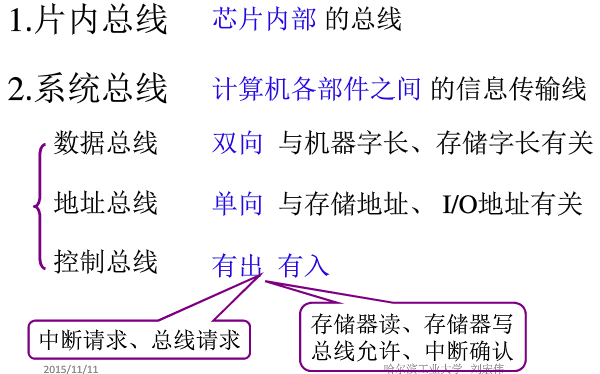 1.片内总线 芯片内部 的总线
2.系统总线 计算机各部件之间 的信息传输线
数据总线 双向 与机器字长、存储字长有关
地址总线 单向 与存储地址、 I/O地址有关
控制总线 有出 有入
中断请求、总线请求
存储器读、存储器写
总线允许、中断确认
2015/11/11
哈尔滨工业大学 刘宏伟